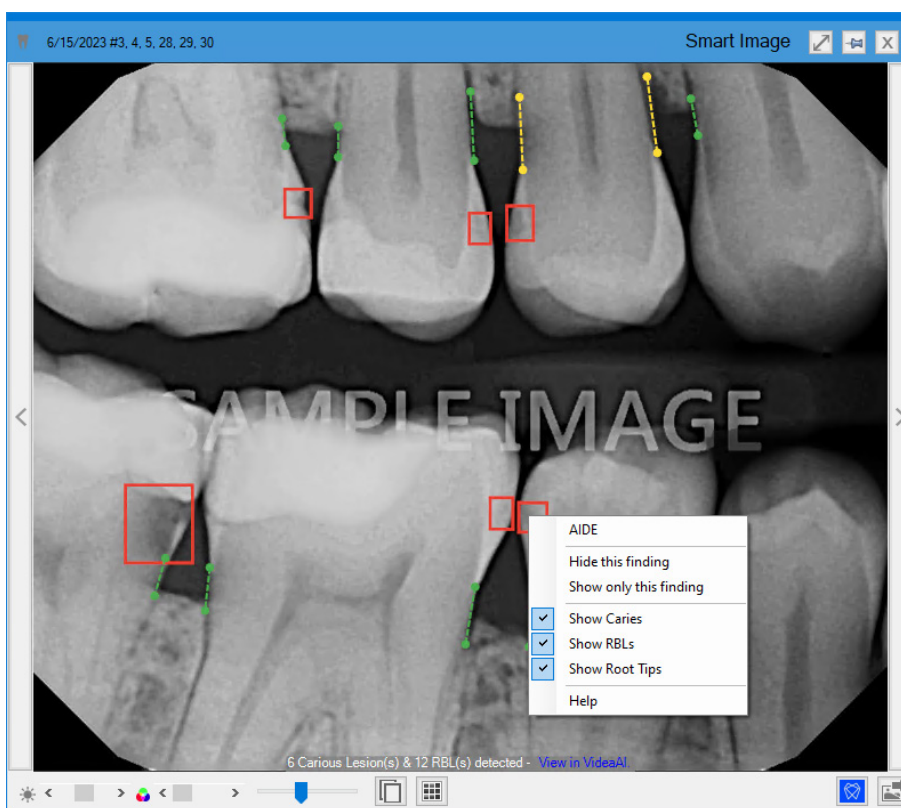 6/15/2023 #3, 4, 5, 28, 29, 30
Smart Image
SAMPLE IMAGE
AIDE
Hide this finding
Show only this finding
Show Caries
Show RBLs
Show Root Tips
Help
6 Carious Lesion(s) & 12 RBL(s) detected - View in VideaAI.